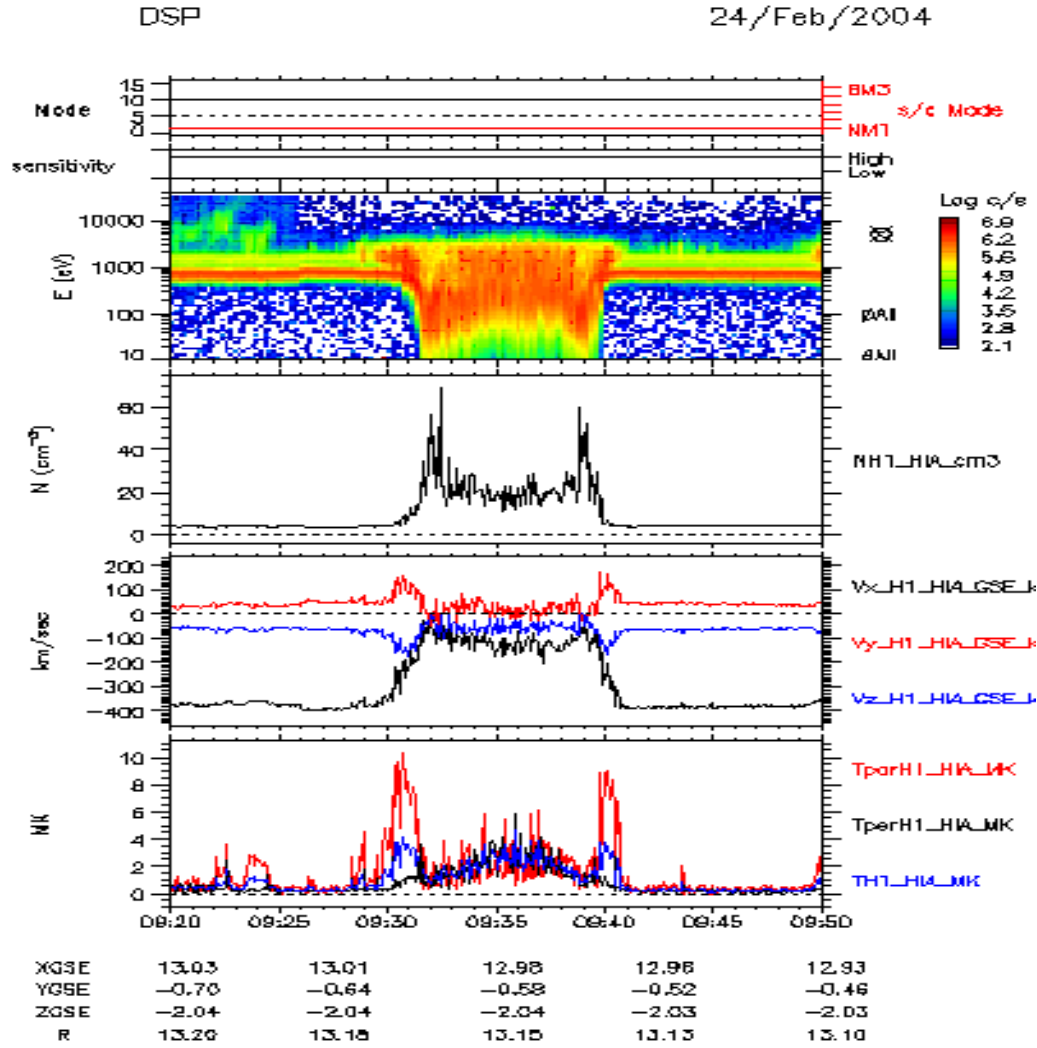 DSP 24/Feb/2004
Mode 15 10 5 0 BM3 NM1 s/c Mode
sensitivity High Low
E (eV) 10000 1000 100 10
Log c/s 6.9 6.2 5.6 4.9 4.2 3.5 2.8 2.1
N (cm⁻³) 60 40 20 0 NH1_HIA_cm3
km/sec 200 100 0 −100 −200 −300 −400
Vx_H1_HIA_GSE_k
Vy_H1_HIA_GSE_k
Vz_H1_HIA_GSE_k
MK 10 8 6 4 2 0
TparH1_HIA_MK
TperH1_HIA_MK
TH1_HIA_MK
09:20 09:25 09:30 09:35 09:40 09:45 09:50
XGSE 13.03 13.01 12.98 12.96 12.93
YGSE −0.70 −0.64 −0.58 −0.52 −0.46
ZGSE −2.04 −2.04 −2.04 −2.03 −2.03
R 13.20 13.18 13.15 13.13 13.10